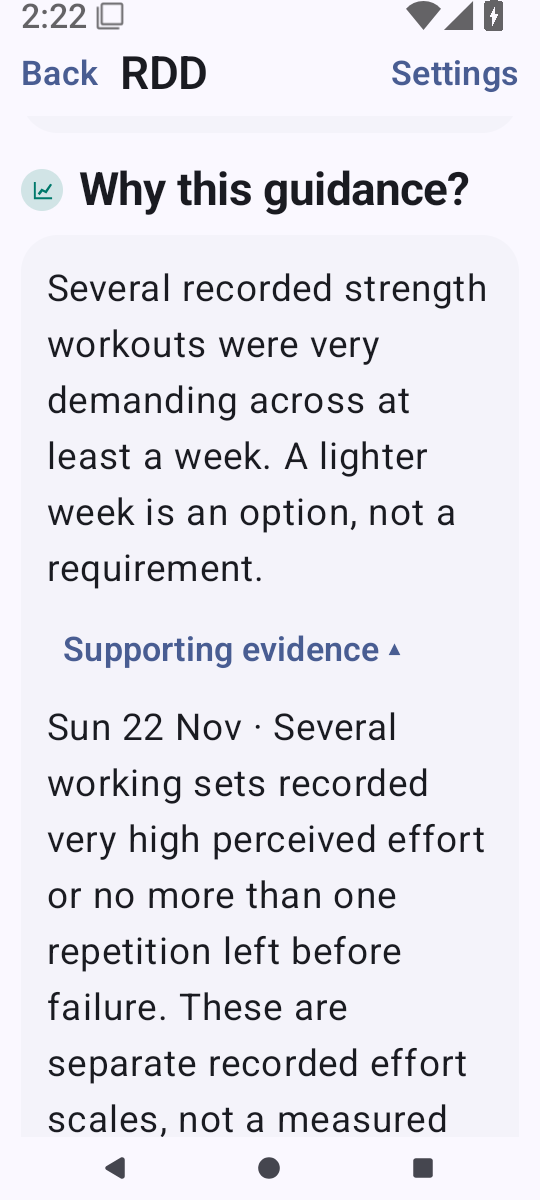 2:22
Back RDD Settings
Why this guidance?
Several recorded strength
workouts were very
demanding across at
least a week. A lighter
week is an option, not a
requirement.
Supporting evidence ▲
Sun 22 Nov · Several
working sets recorded
very high perceived effort
or no more than one
repetition left before
failure. These are
separate recorded effort
scales, not a measured